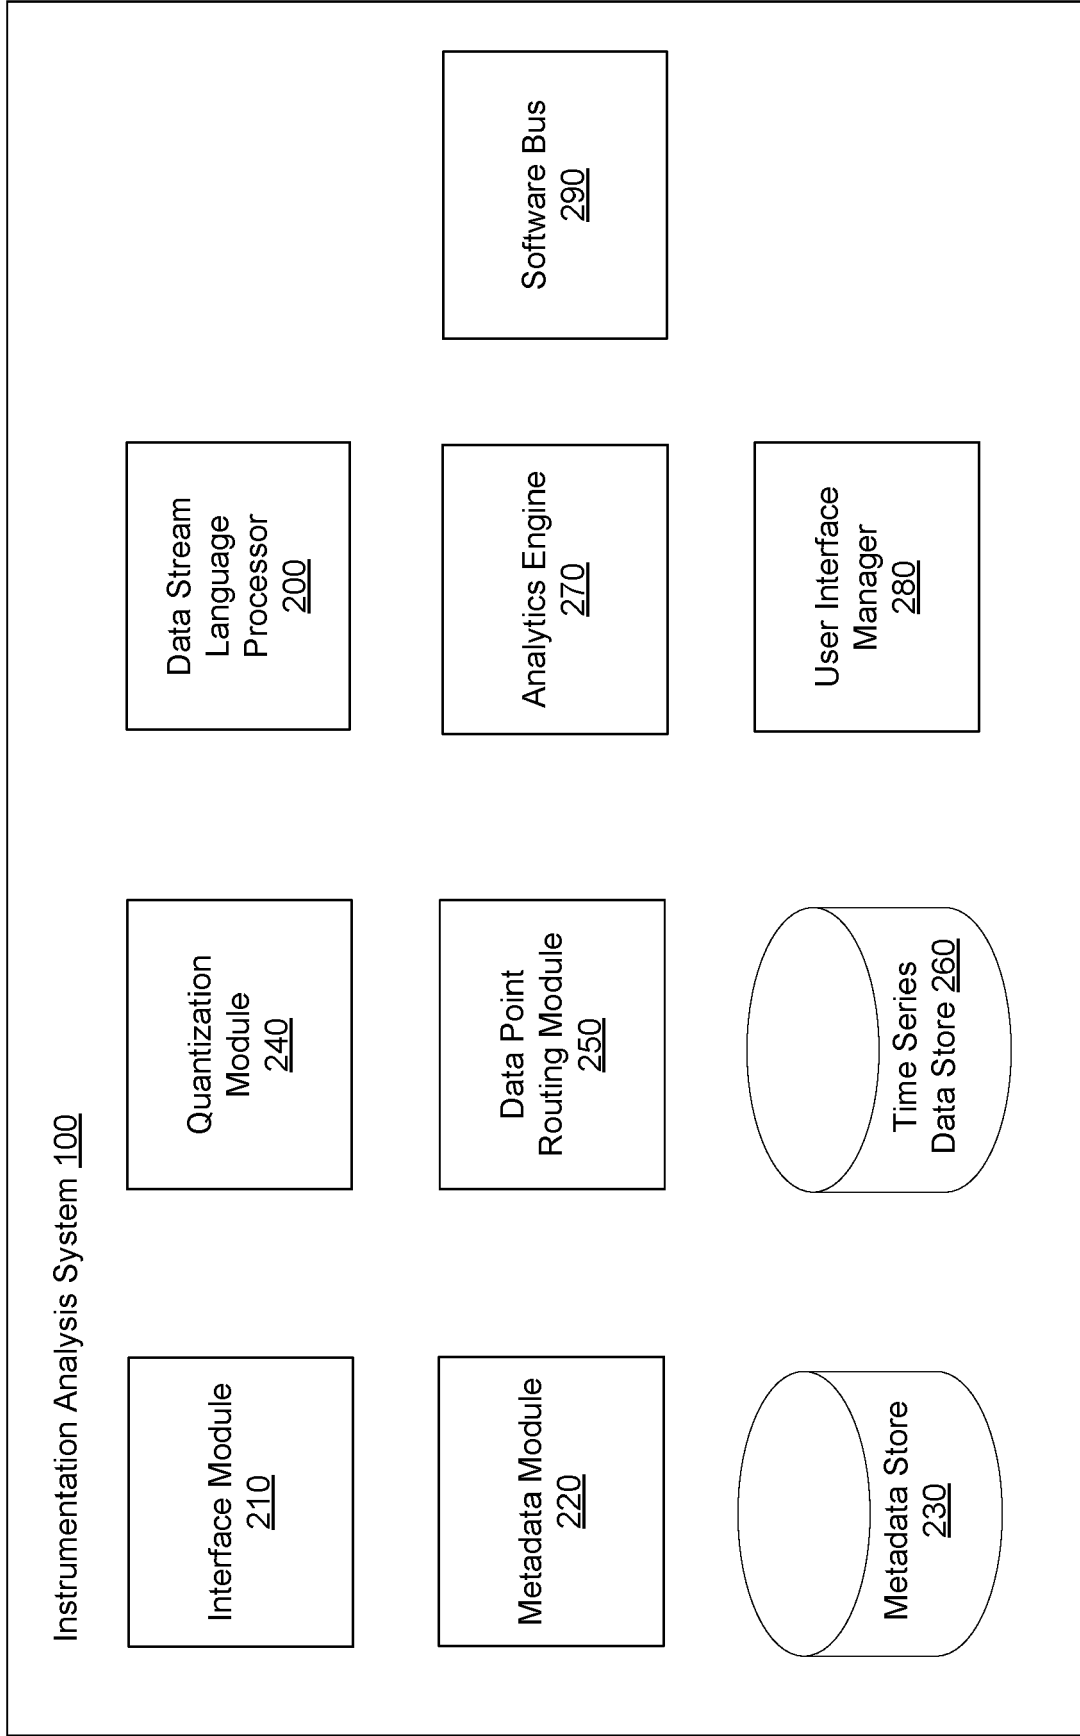 Instrumentation Analysis System 100
Interface Module
210
Quantization
Module
240
Data Stream
Language
Processor
200
Metadata Module
220
Data Point
Routing Module
250
Analytics Engine
270
Software Bus
290
Metadata Store
230
Time Series
Data Store 260
User Interface
Manager
280